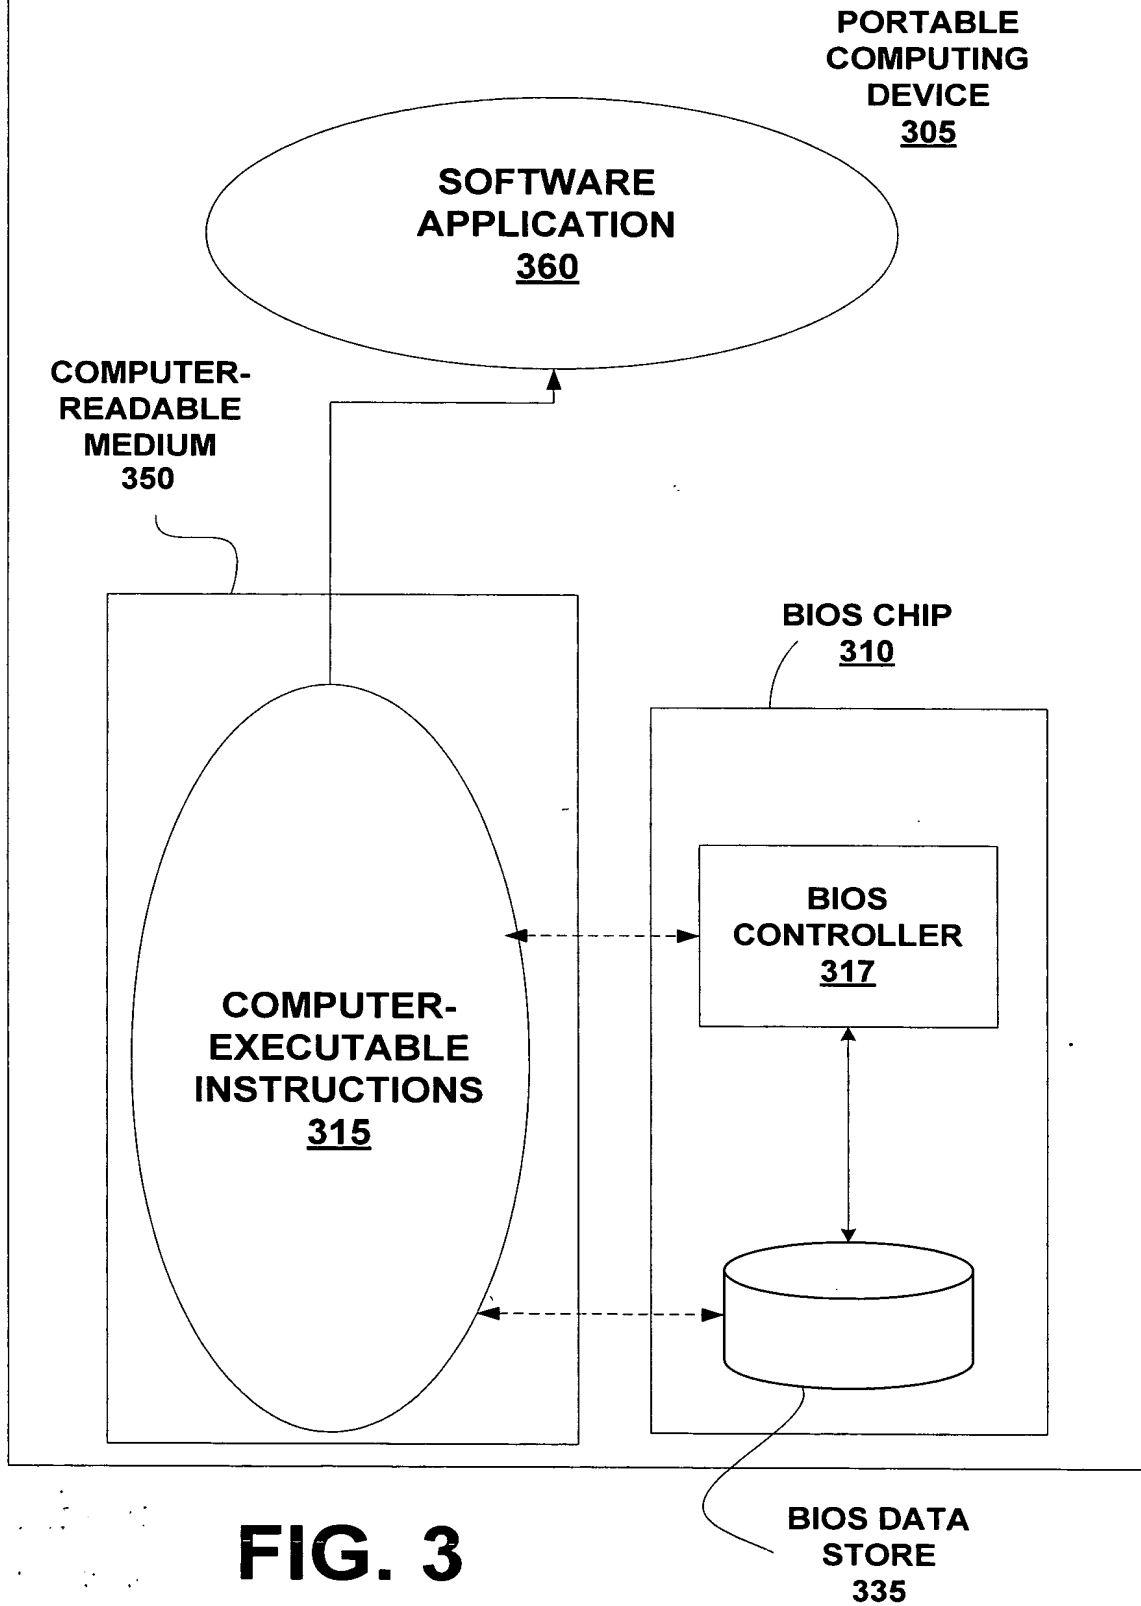 PORTABLE
COMPUTING
DEVICE
305
SOFTWARE
APPLICATION
360
COMPUTER-
READABLE
MEDIUM
350
BIOS CHIP
310
BIOS
CONTROLLER
317
COMPUTER-
EXECUTABLE
INSTRUCTIONS
315
BIOS DATA
STORE
335
FIG. 3